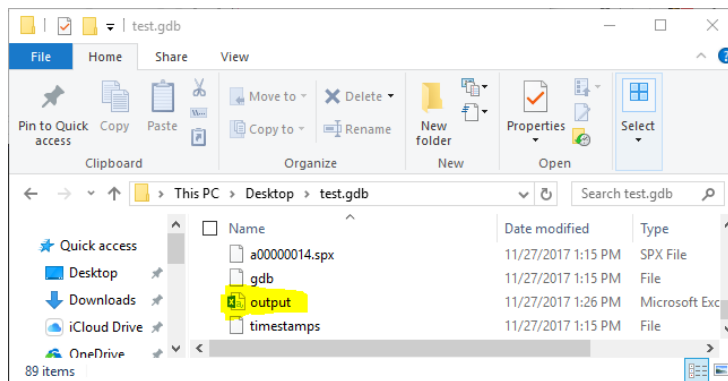 test.gdb
File Home Share View
Move to Delete
Pin to Quick access Copy Paste Copy to Rename New folder Properties Select
Clipboard Organize New Open
This PC Desktop test.gdb Search test.gdb
Name Date modified Type
Quick access a00000014.spx 11/27/2017 1:15 PM SPX File
Desktop gdb 11/27/2017 1:15 PM File
Downloads output 11/27/2017 1:26 PM Microsoft Exc
iCloud Drive timestamps 11/27/2017 1:15 PM File
OneDrive
89 items